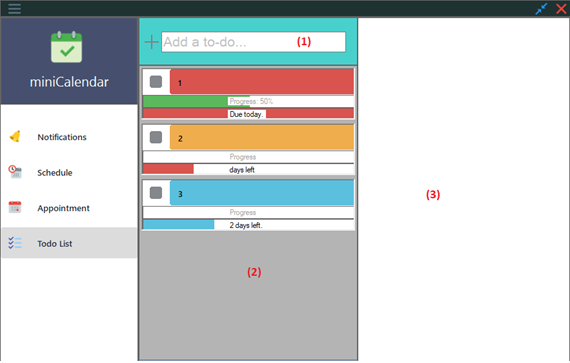 miniCalendar
Notifications
Schedule
Appointment
Todo List
Add a to-do... (1)
1
Progress. 50%
Due today.
2
Progress
days left
3
Progress
2 days left.
(2)
(3)